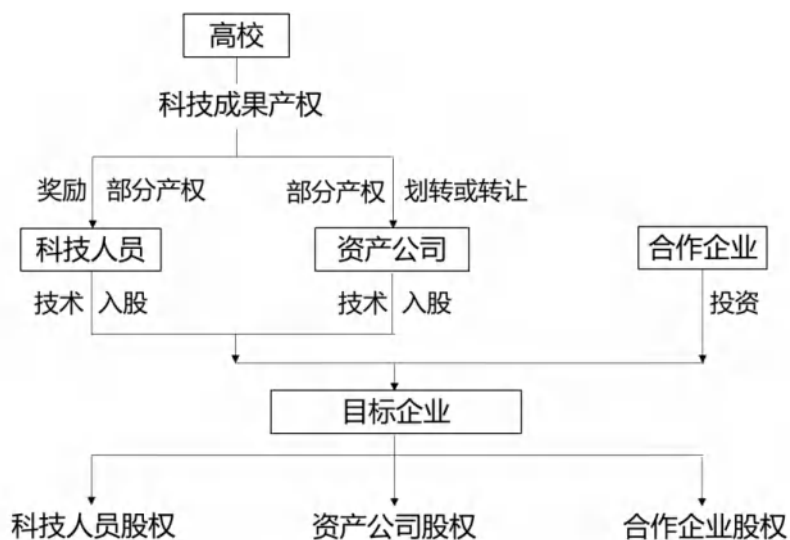 高校
科技成果产权
奖励 部分产权 部分产权 划转或转让
科技人员 资产公司 合作企业
技术 入股 技术 入股 投资
目标企业
科技人员股权 资产公司股权 合作企业股权